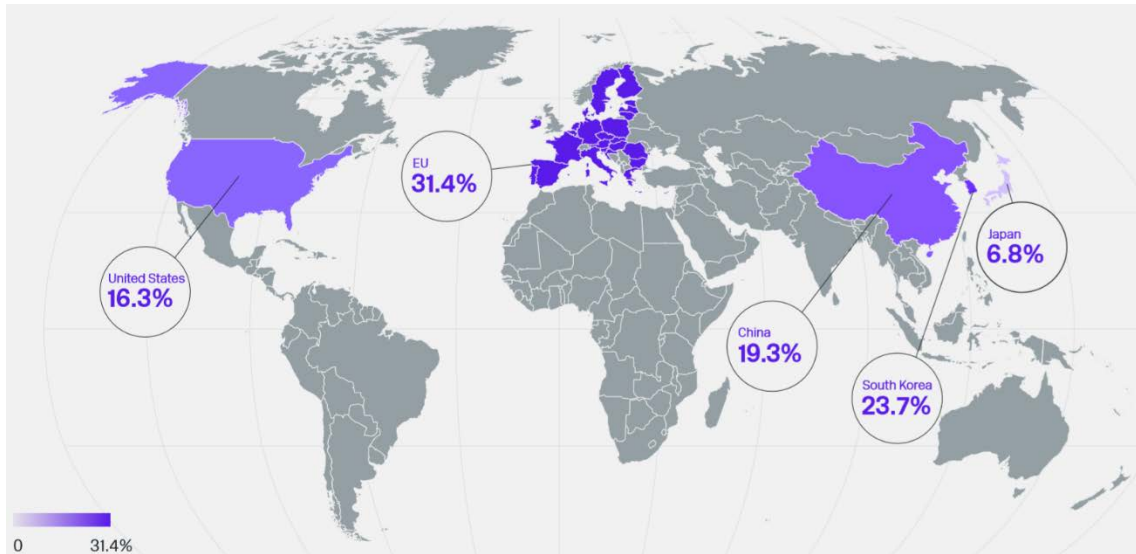 EU
31.4%
United States
16.3%
Japan
6.8%
China
19.3%
South Korea
23.7%
0
31.4%